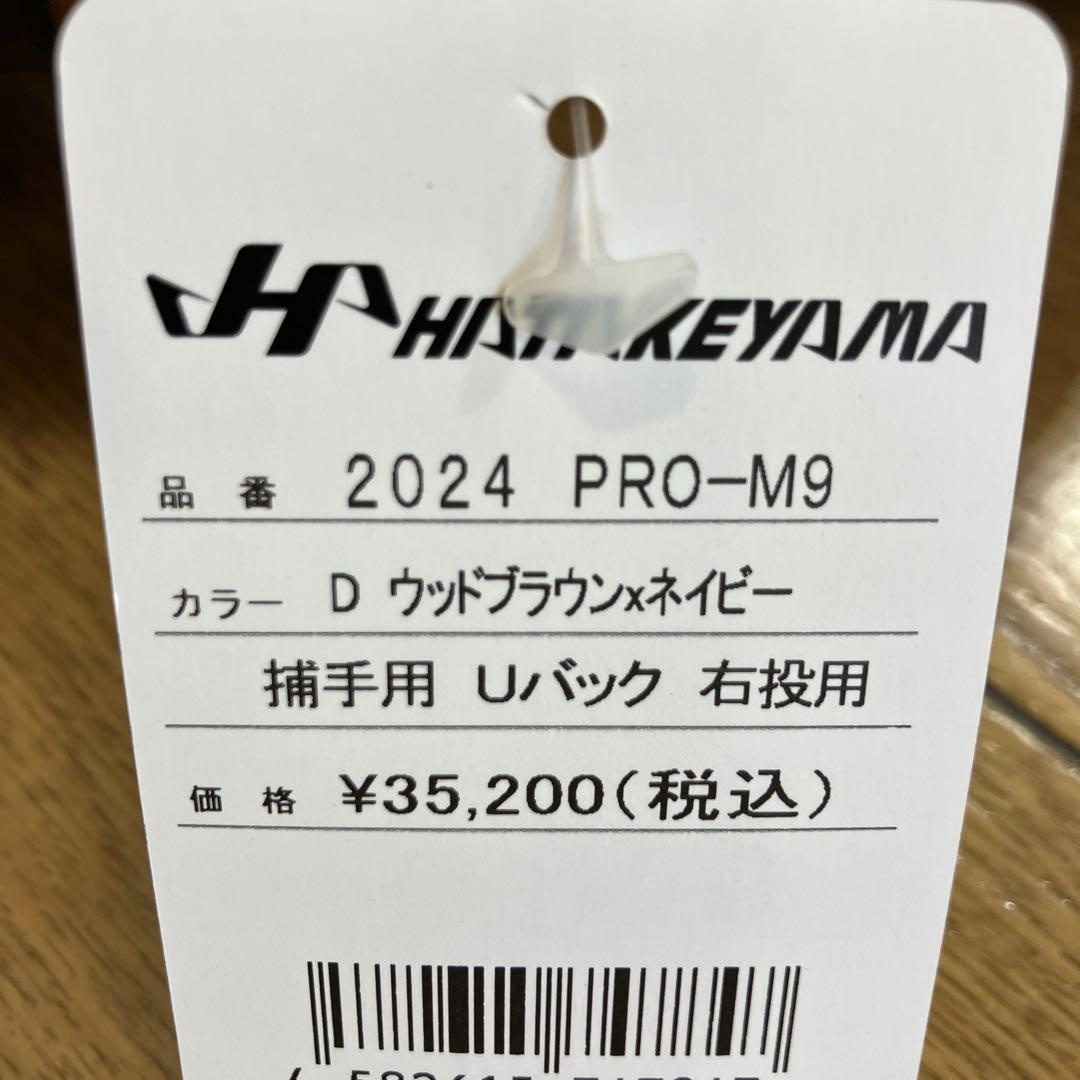 HATAKEYAMA
品番 2024 PRO-M9
カラー D ウッドブラウンxネイビー
捕手用 Uバック 右投用
価格 ¥35,200(税込)